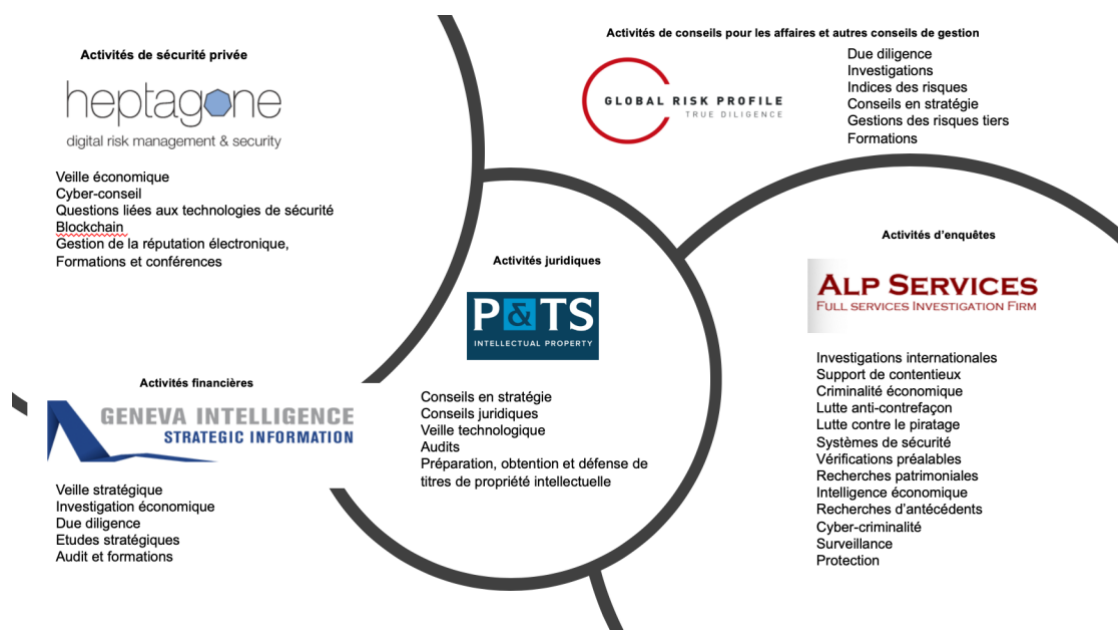 Activités de sécurité privée
heptagone
digital risk management & security
Veille économique
Cyber-conseil
Questions liées aux technologies de sécurité
Blockchain
Gestion de la réputation électronique,
Formations et conférences
Activités de conseils pour les affaires et autres conseils de gestion
GLOBAL RISK PROFILE
TRUE DILIGENCE
Due diligence
Investigations
Indices des risques
Conseils en stratégie
Gestions des risques tiers
Formations
Activités juridiques
P&TS
INTELLECTUAL PROPERTY
Conseils en stratégie
Conseils juridiques
Veille technologique
Audits
Préparation, obtention et défense de
titres de propriété intellectuelle
Activités d’enquêtes
ALP SERVICES
FULL SERVICES INVESTIGATION FIRM
Investigations internationales
Support de contentieux
Criminalité économique
Lutte anti-contrefaçon
Lutte contre le piratage
Systèmes de sécurité
Vérifications préalables
Recherches patrimoniales
Intelligence économique
Recherches d’antécédents
Cyber-criminalité
Surveillance
Protection
Activités financières
GENEVA INTELLIGENCE
STRATEGIC INFORMATION
Veille stratégique
Investigation économique
Due diligence
Etudes stratégiques
Audit et formations